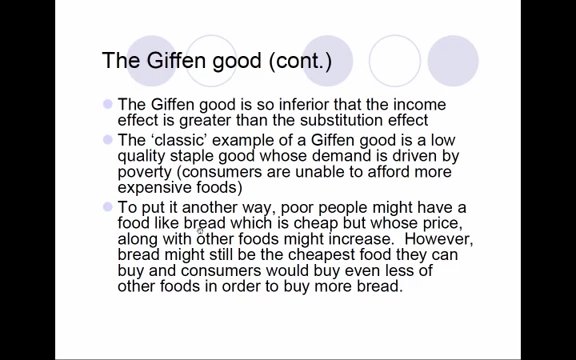 The Giffen good (cont.)
The Giffen good is so inferior that the income
effect is greater than the substitution effect
The 'classic' example of a Giffen good is a low
quality staple good whose demand is driven by
poverty (consumers are unable to afford more
expensive foods)
To put it another way, poor people might have a
food like bread which is cheap but whose price,
along with other foods might increase. However,
bread might still be the cheapest food they can
buy and consumers would buy even less of
other foods in order to buy more bread.